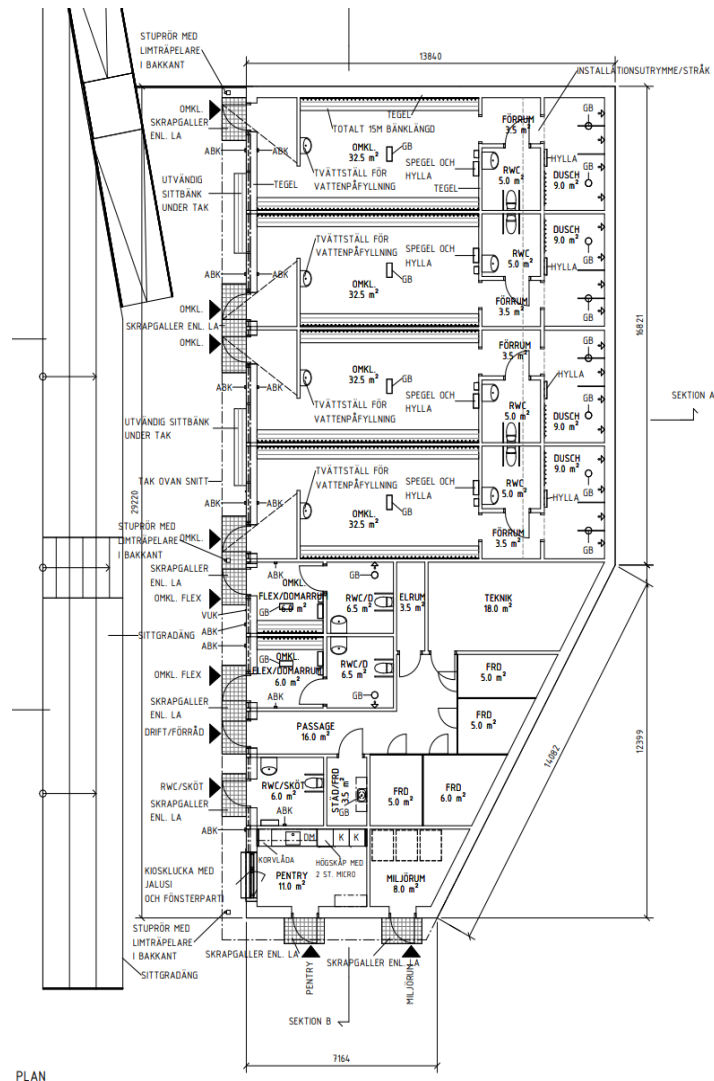 STUPRÖR MED
LIMTRÄPELARE
I BAKKANT
13840
INSTALLATIONSUTRYMME/STRÅK
OMKL.
SKRAPGALLER
ENL. LA
TEGEL
TOTALT 15M BÄNKLÄNGD
FÖRRUM
3.5 m²
GB
ABK
ABK
OMKL.
32.5 m²
GB
SPEGEL OCH
HYLLA
RWC
5.0 m²
HYLLA
DUSCH
9.0 m²
UTVÄNDIG
SITTBÄNK
UNDER TAK
TEGEL
TVÄTTSTÄLL FÖR
VATTENPÅFYLLNING
TEGEL
TVÄTTSTÄLL FÖR
VATTENPÅFYLLNING
SPEGEL OCH
HYLLA
RWC
5.0 m²
DUSCH
9.0 m²
GB
HYLLA
ABK
ABK
OMKL.
32.5 m²
GB
OMKL.
FÖRRUM
3.5 m²
GB
SKRAPGALLER ENL. LA
OMKL.
FÖRRUM
3.5 m²
GB
16821
ABK
ABK
OMKL.
32.5 m²
GB
SPEGEL OCH
HYLLA
RWC
5.0 m²
HYLLA
DUSCH
9.0 m²
TVÄTTSTÄLL FÖR
VATTENPÅFYLLNING
SEKTION A
UTVÄNDIG SITTBÄNK
UNDER TAK
TVÄTTSTÄLL FÖR
VATTENPÅFYLLNING
SPEGEL OCH
HYLLA
DUSCH
9.0 m²
GB
TAK OVAN SNITT
29220
ABK
ABK
OMKL.
32.5 m²
GB
RWC
5.0 m²
HYLLA
STUPRÖR MED
LIMTRÄPELARE
I BAKKANT
OMKL.
FÖRRUM
3.5 m²
GB
SKRAPGALLER
ENL. LA
ABK
OMKL.
FLEX/DOMARRUM
6.0 m²
GB
GB
RWC/D
6.5 m²
ELRUM
3.5 m²
TEKNIK
18.0 m²
OMKL. FLEX
VUK
ABK
SITTGRADÄNG
ABK
OMKL.
FLEX/DOMARRUM
6.0 m²
GB
RWC/D
6.5 m²
GB
FRD
5.0 m²
OMKL. FLEX
SKRAPGALLER
ENL. LA
ABK
FRD
5.0 m²
DRIFT/FÖRRÅD
PASSAGE
16.0 m²
14082
12399
RWC/SKÖT
SKRAPGALLER
ENL. LA
RWC/SKÖT
6.0 m²
ABK
STÄD/FRD
3.5 m²
GB
FRD
5.0 m²
FRD
6.0 m²
ABK
DM
K
K
KORVLÅDA
HÖGSKÅP MED
2 ST. MICRO
KIOSKLUCKA MED
JALUSI
OCH FÖNSTERPARTI
PENTRY
11.0 m²
MILJÖRUM
8.0 m²
STUPRÖR MED
LIMTRÄPELARE
I BAKKANT
SKRAPGALLER ENL. LA
SKRAPGALLER ENL. LA
SITTGRADÄNG
PENTRY
MILJÖRUM
SEKTION B
7164
PLAN